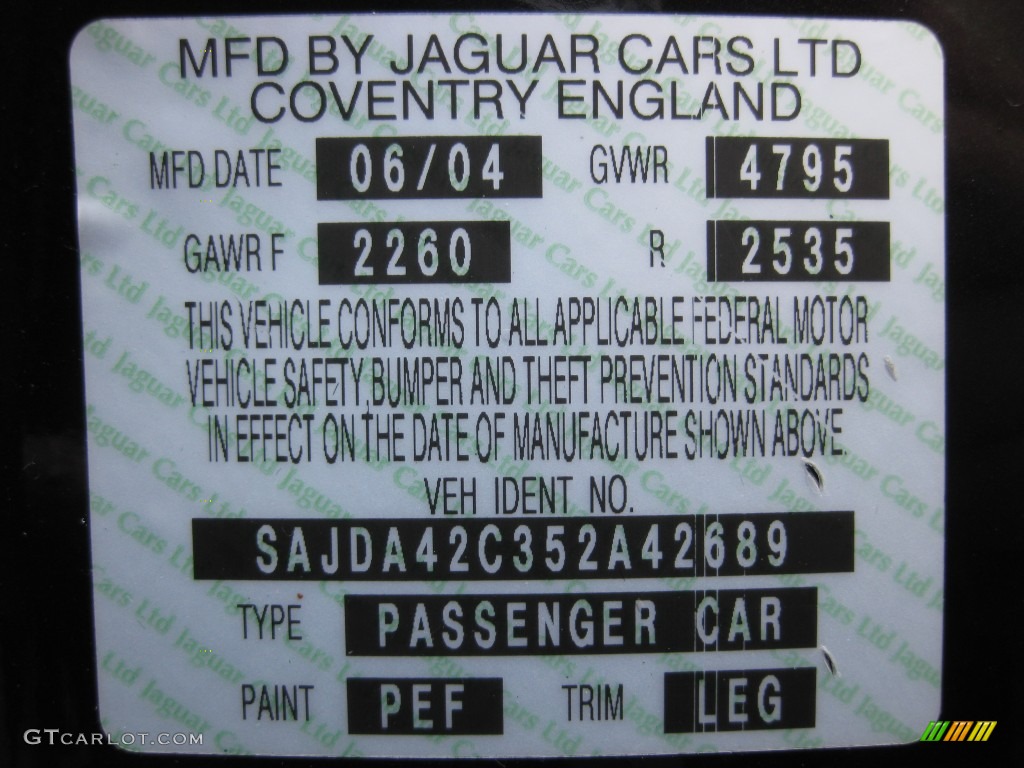 MFD BY JAGUAR CARS LTD
COVENTRY ENGLAND
MFD DATE 06/04 GVWR 4795
GAWR F 2260 R 2535
THIS VEHICLE CONFORMS TO ALL APPLICABLE FEDERAL MOTOR
VEHICLE SAFETY, BUMPER AND THEFT PREVENTION STANDARDS
IN EFFECT ON THE DATE OF MANUFACTURE SHOWN ABOVE.
VEH IDENT NO.
SAJDA42C352A42689
TYPE PASSENGER CAR
PAINT PEF TRIM LEG
GTCARLOT.COM